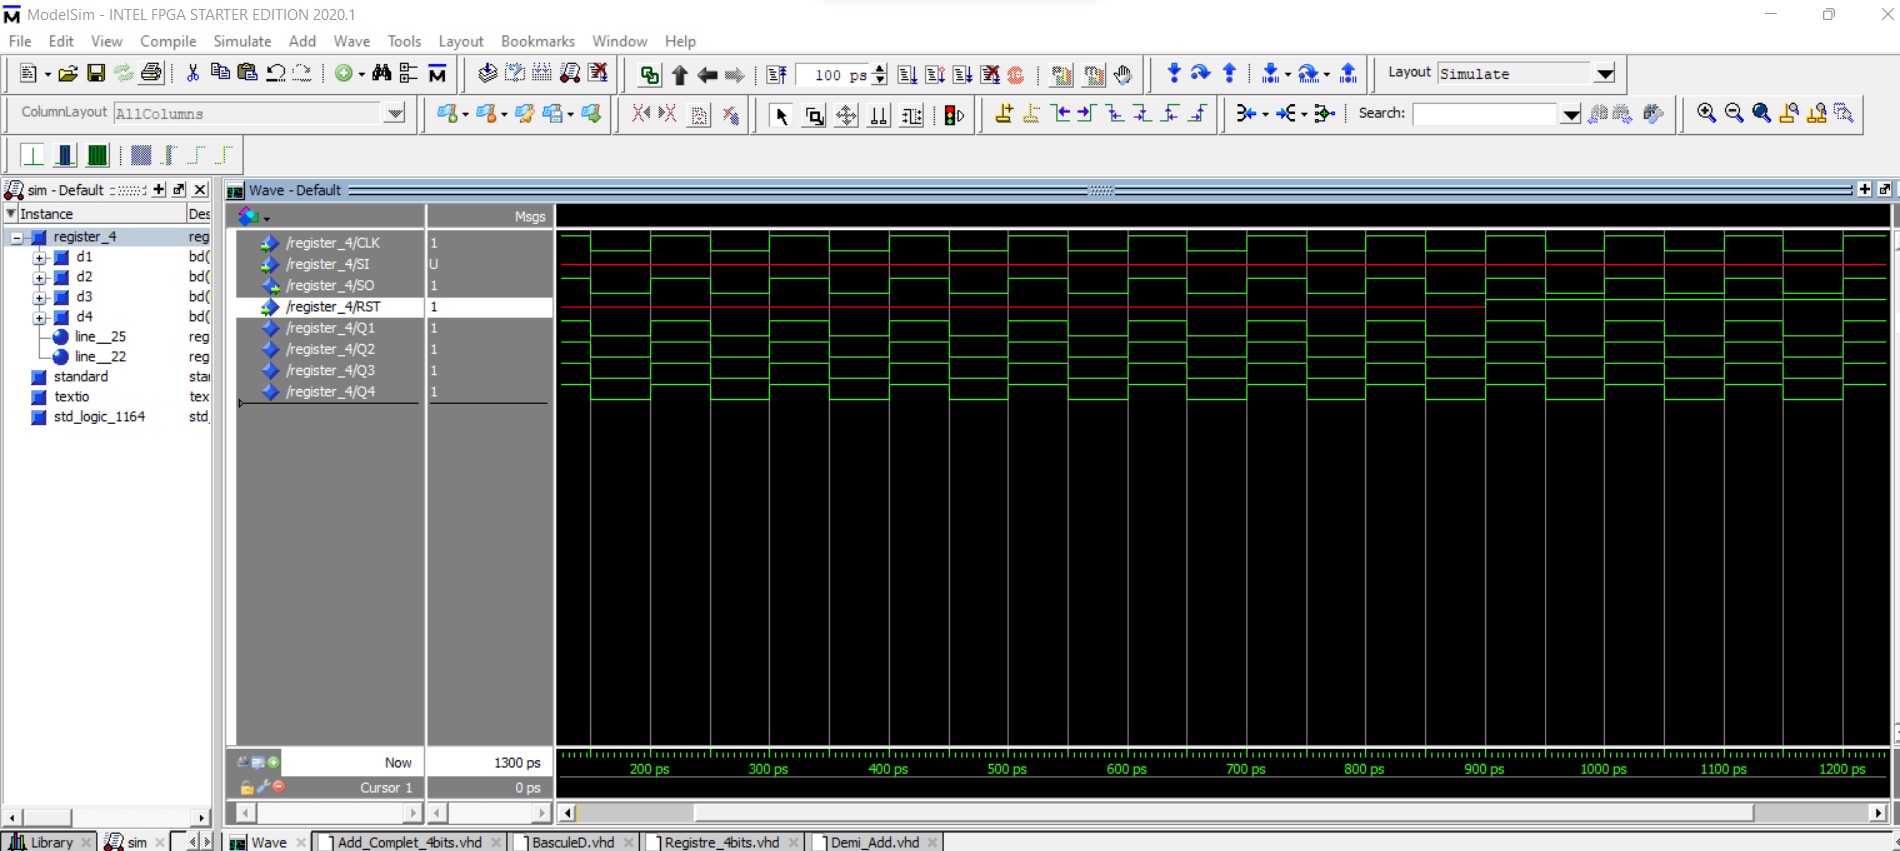 ModelSim - INTEL FPGA STARTER EDITION 2020.1
File Edit View Compile Simulate Add Wave Tools Layout Bookmarks Window Help
100 ps
Layout Simulate
ColumnLayout AllColumns
Search:
sim - Default
Wave - Default
Instance Des
Msgs
register_4 reg
d1 bd(
d2 bd(
d3 bd(
d4 bd(
line__25 reg
line__22 reg
standard star
textio tex
std_logic_1164 std_
/register_4/CLK 1
/register_4/SI U
/register_4/SO 1
/register_4/RST 1
/register_4/Q1 1
/register_4/Q2 1
/register_4/Q3 1
/register_4/Q4 1
Now 1300 ps
Cursor 1 0 ps
200 ps 300 ps 400 ps 500 ps 600 ps 700 ps 800 ps 900 ps 1000 ps 1100 ps 1200 ps
Library sim Wave Add_Complet_4bits.vhd BasculeD.vhd Registre_4bits.vhd Demi_Add.vhd